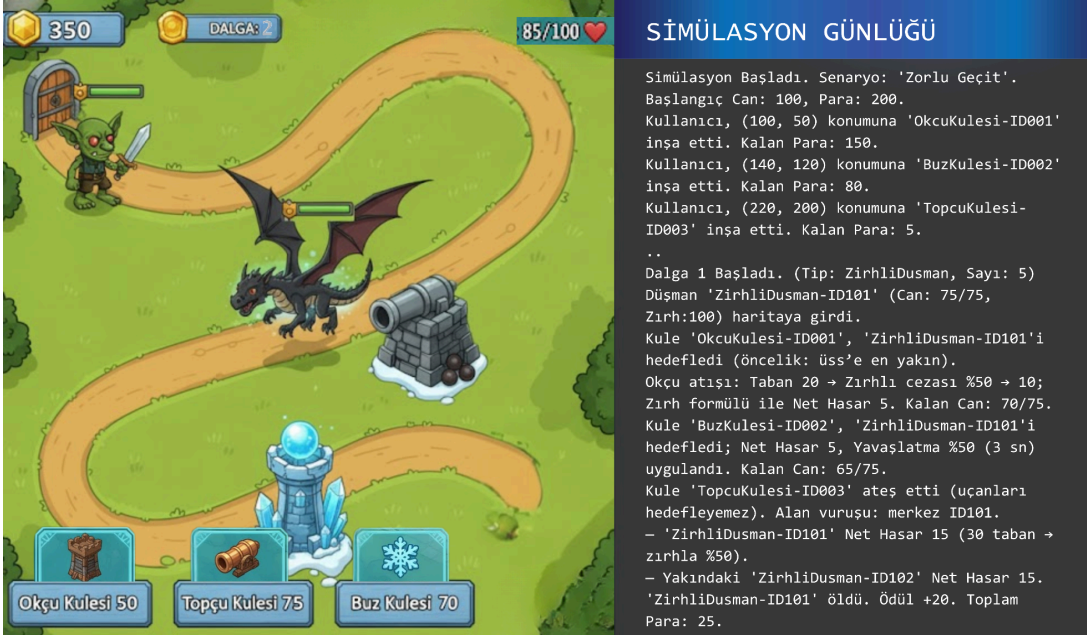 350
DALGA: 2
85/100
Okçu Kulesi 50
Topçu Kulesi 75
Buz Kulesi 70
SİMÜLASYON GÜNLÜĞÜ
Simülasyon Başladı. Senaryo: 'Zorlu Geçit'.
Başlangıç Can: 100, Para: 200.
Kullanıcı, (100, 50) konumuna 'OkcuKulesi-ID001'
inşa etti. Kalan Para: 150.
Kullanıcı, (140, 120) konumuna 'BuzKulesi-ID002'
inşa etti. Kalan Para: 80.
Kullanıcı, (220, 200) konumuna 'TopcuKulesi-
ID003' inşa etti. Kalan Para: 5.
..
Dalga 1 Başladı. (Tip: ZirhliDusman, Sayı: 5)
Düşman 'ZirhliDusman-ID101' (Can: 75/75,
Zırh:100) haritaya girdi.
Kule 'OkcuKulesi-ID001', 'ZirhliDusman-ID101'i
hedefledi (öncelik: üss’e en yakın).
Okçu atışı: Taban 20 → Zırhlı cezası %50 → 10;
Zırh formülü ile Net Hasar 5. Kalan Can: 70/75.
Kule 'BuzKulesi-ID002', 'ZirhliDusman-ID101'i
hedefledi; Net Hasar 5, Yavaşlatma %50 (3 sn)
uygulandı. Kalan Can: 65/75.
Kule 'TopcuKulesi-ID003' ateş etti (uçanları
hedefleyemez). Alan vuruşu: merkez ID101.
— 'ZirhliDusman-ID101' Net Hasar 15 (30 taban →
zırhla %50).
— Yakındaki 'ZirhliDusman-ID102' Net Hasar 15.
'ZirhliDusman-ID101' öldü. Ödül +20. Toplam
Para: 25.